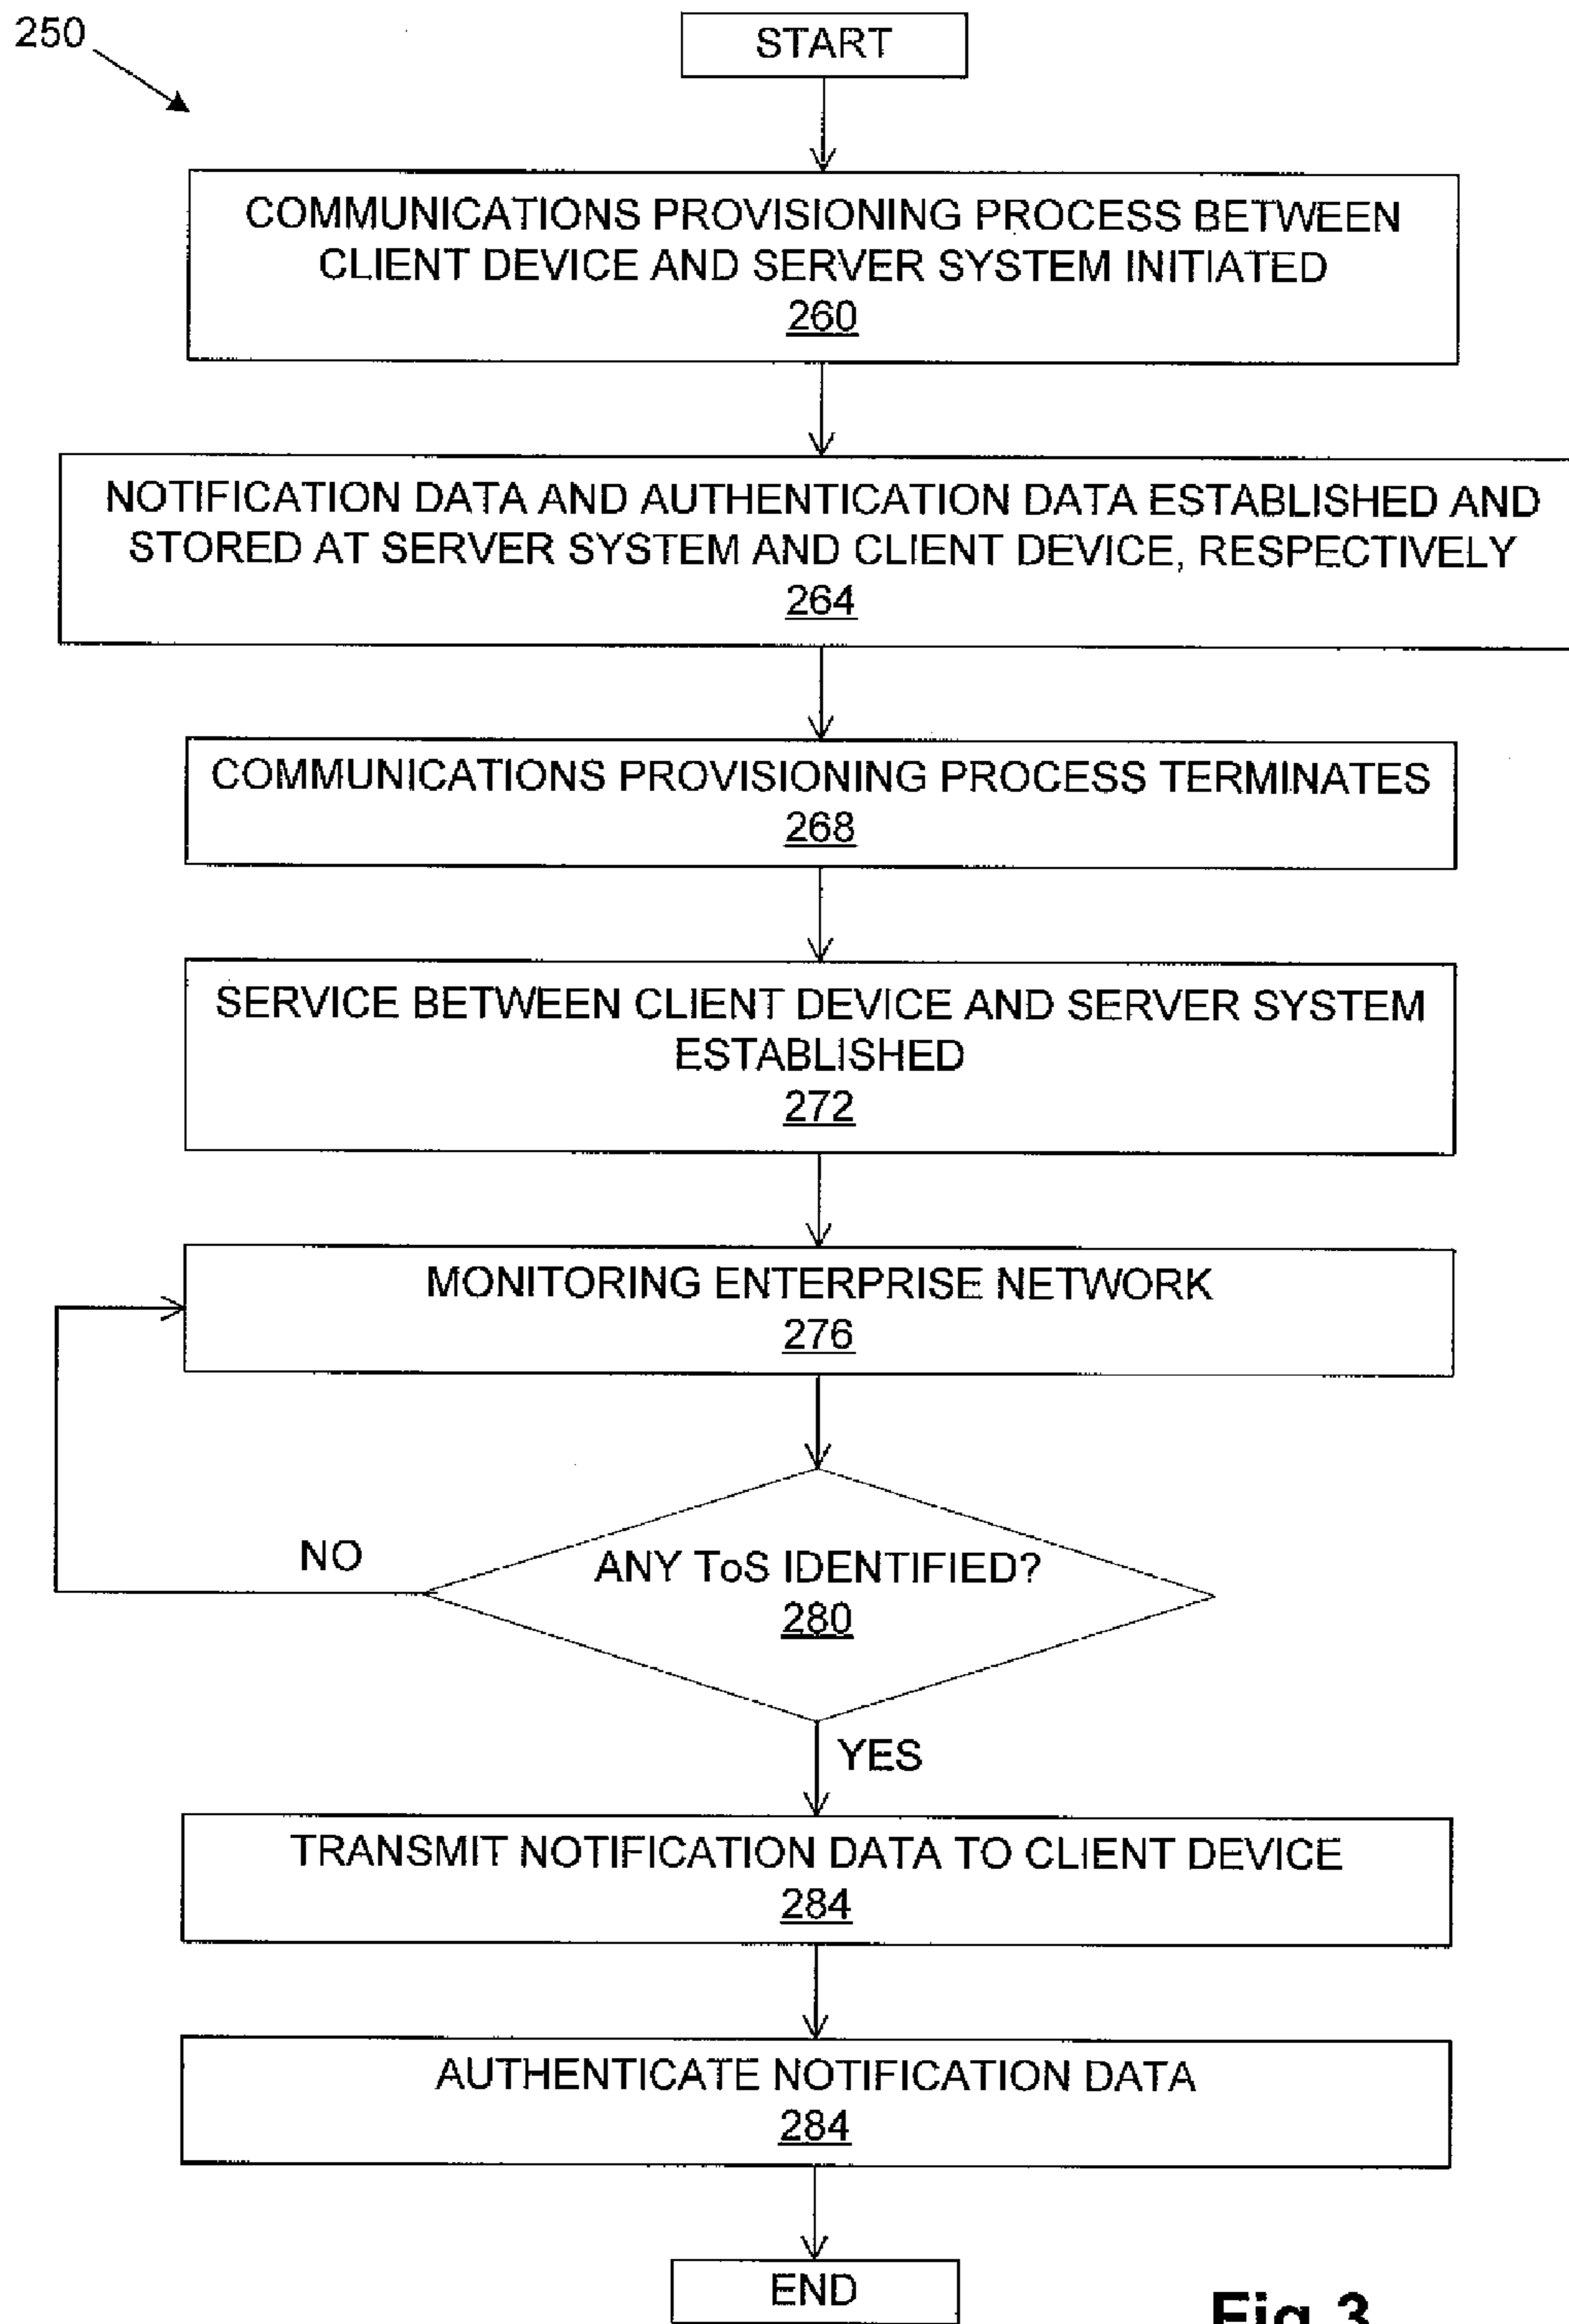 250
START
COMMUNICATIONS PROVISIONING PROCESS BETWEEN
CLIENT DEVICE AND SERVER SYSTEM INITIATED
260
NOTIFICATION DATA AND AUTHENTICATION DATA ESTABLISHED AND
STORED AT SERVER SYSTEM AND CLIENT DEVICE, RESPECTIVELY
264
COMMUNICATIONS PROVISIONING PROCESS TERMINATES
268
SERVICE BETWEEN CLIENT DEVICE AND SERVER SYSTEM
ESTABLISHED
272
MONITORING ENTERPRISE NETWORK
276
NO
ANY ToS IDENTIFIED?
280
YES
TRANSMIT NOTIFICATION DATA TO CLIENT DEVICE
284
AUTHENTICATE NOTIFICATION DATA
284
END
Fig 3